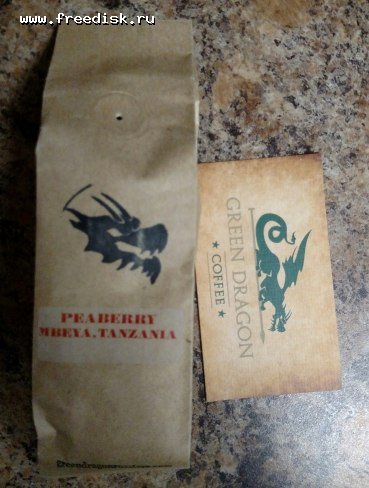 www.freedisk.ru
PEABERRY
MBEYA, TANZANIA
GREEN DRAGON
★ COFFEE ★